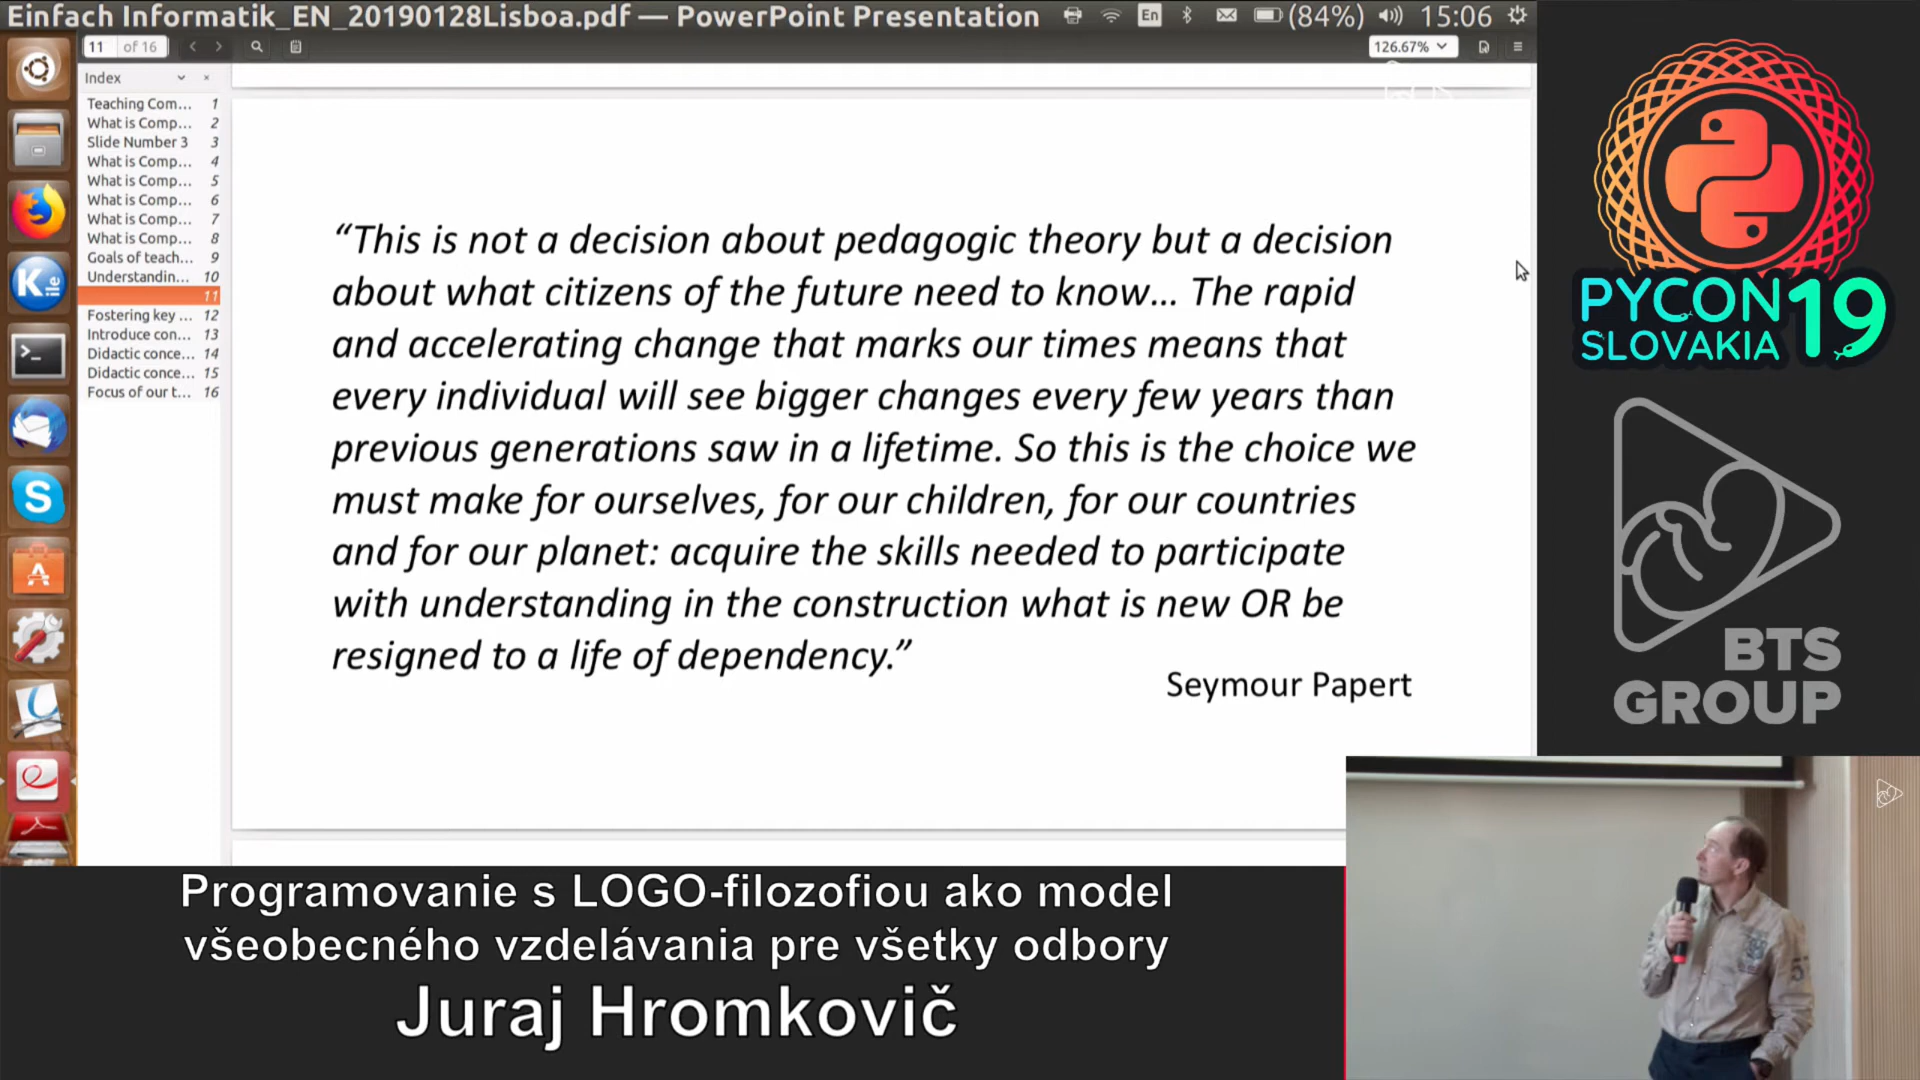 Einfach Informatik_EN_20190128Lisboa.pdf — PowerPoint Presentation
En
(84%)
15:06
11 of 16
126.67%
Index
Teaching Com... 1
What is Comp... 2
Slide Number 3 3
What is Comp... 4
What is Comp... 5
What is Comp... 6
What is Comp... 7
What is Comp... 8
Goals of teach... 9
Understandin... 10
11
Fostering key ... 12
Introduce con... 13
Didactic conce... 14
Didactic conce... 15
Focus of our t... 16
“This is not a decision about pedagogic theory but a decision
about what citizens of the future need to know... The rapid
and accelerating change that marks our times means that
every individual will see bigger changes every few years than
previous generations saw in a lifetime. So this is the choice we
must make for ourselves, for our children, for our countries
and for our planet: acquire the skills needed to participate
with understanding in the construction what is new OR be
resigned to a life of dependency.”
Seymour Papert
PYCON 19
SLOVAKIA
BTS
GROUP
Programovanie s LOGO-filozofiou ako model
všeobecného vzdelávania pre všetky odbory
Juraj Hromkovič